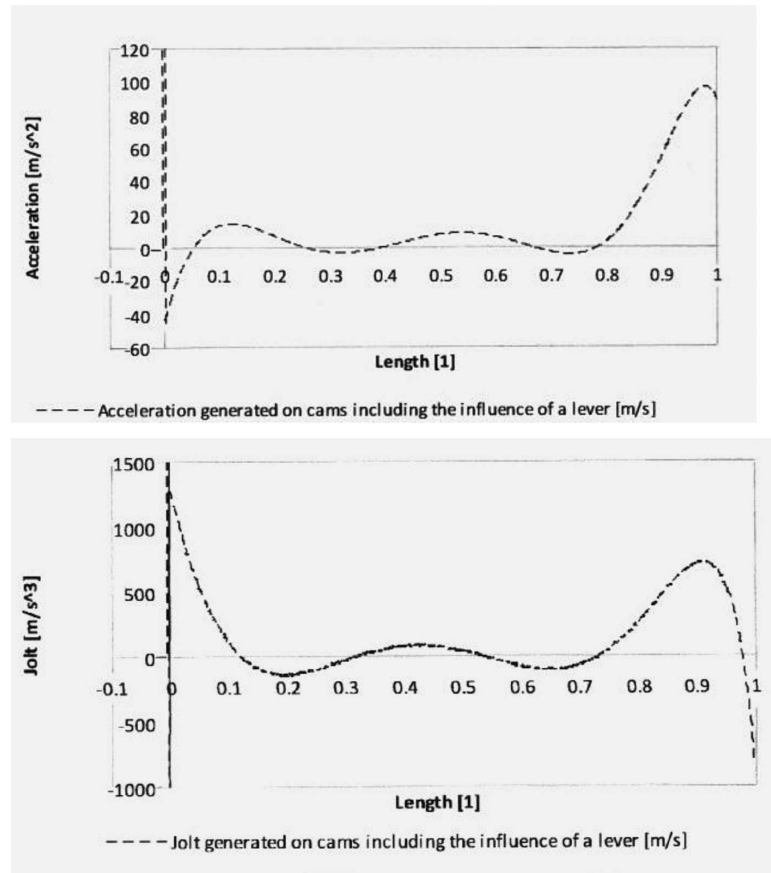 120
100
80
60
40
20
0
-20
-40
-60
Acceleration [m/s^2]
-0.1 0 0.1 0.2 0.3 0.4 0.5 0.6 0.7 0.8 0.9 1
Length [1]
Acceleration generated on cams including the influence of a lever [m/s]
1500
1000
500
0
-500
-1000
Jolt [m/s^3]
-0.1 0 0.1 0.2 0.3 0.4 0.5 0.6 0.7 0.8 0.9 1
Length [1]
Jolt generated on cams including the influence of a lever [m/s]